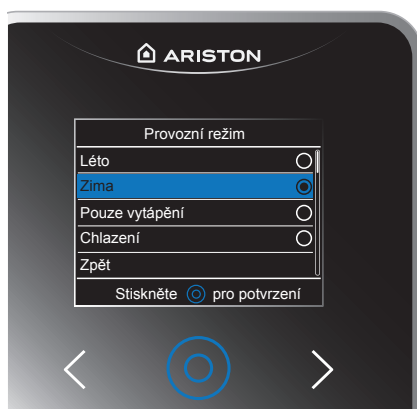 ARISTON
Provozní režim
Léto
Zima
Pouze vytápění
Chlazení
Zpět
Stiskněte pro potvrzení